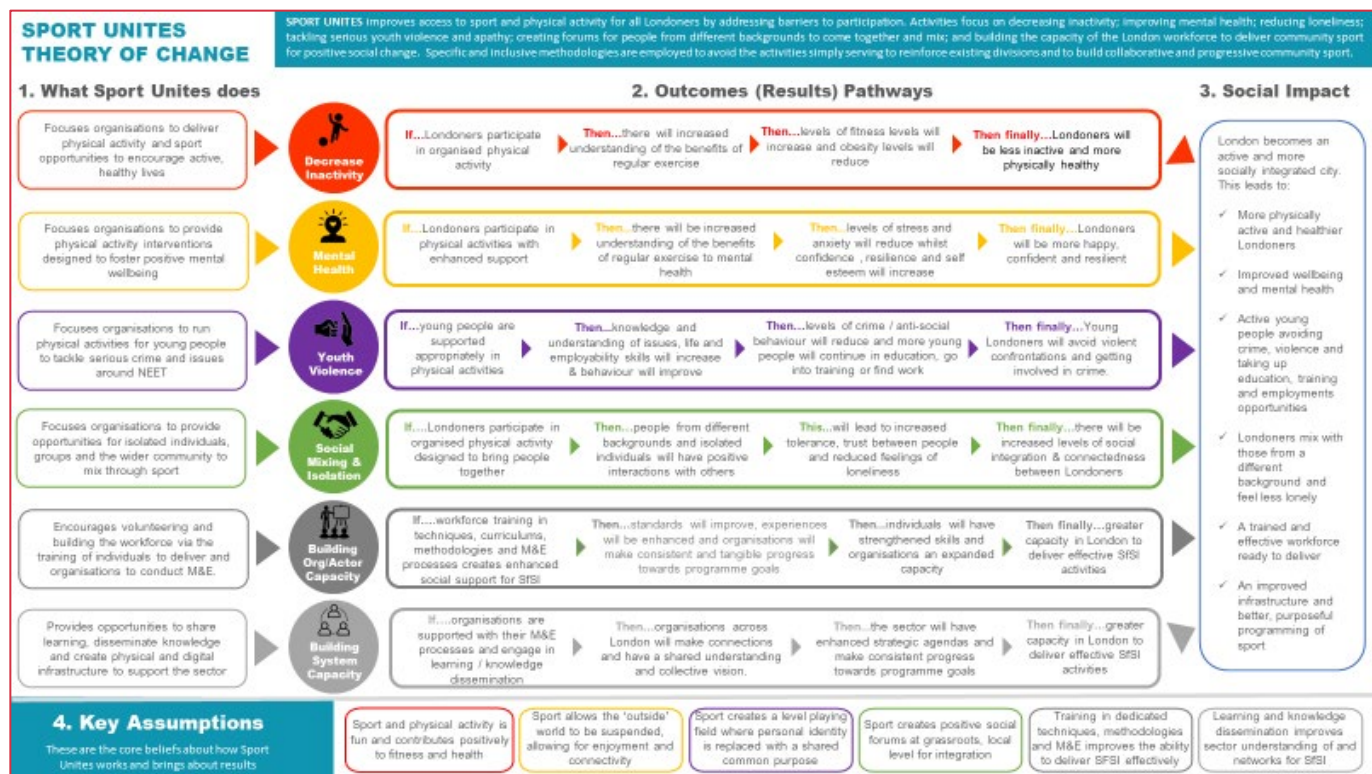 SPORT UNITES
THEORY OF CHANGE
SPORT UNITES improves access to sport and physical activity for all Londoners by addressing barriers to participation. Activities focus on decreasing inactivity; improving mental health; reducing loneliness;
tackling serious youth violence and apathy; creating forums for people from different backgrounds to come together and mix; and building the capacity of the London workforce to deliver community sport
for positive social change. Specific and inclusive methodologies are employed to avoid the activities simply serving to reinforce existing divisions and to build collaborative and progressive community sport.
1. What Sport Unites does
2. Outcomes (Results) Pathways
3. Social Impact
Focuses organisations to deliver
physical activity and sport
opportunities to encourage active,
healthy lives
Decrease
Inactivity
If...Londoners participate
in organised physical
activity
Then...there will increased
understanding of the benefits of
regular exercise
Then...levels of fitness levels will
increase and obesity levels will
reduce
Then finally...Londoners will
be less inactive and more
physically healthy
Focuses organisations to provide
physical activity interventions
designed to foster positive mental
wellbeing
Mental
Health
If...Londoners participate in
physical activities with
enhanced support
Then...there will be increased
understanding of the benefits
of regular exercise to mental
health
Then...levels of stress and
anxiety will reduce whilst
confidence , resilience and self
esteem will increase
Then finally...Londoners
will be more happy,
confident and resilient
Focuses organisations to run
physical activities for young people
to tackle serious crime and issues
around NEET
Youth
Violence
If...young people are
supported
appropriately in
physical activities
Then...knowledge and
understanding of issues, life and
employability skills will increase
& behaviour will improve
Then...levels of crime / anti-social
behaviour will reduce and more young
people will continue in education, go
into training or find work
Then finally...Young
Londoners will avoid violent
confrontations and getting
involved in crime.
Focuses organisations to provide
opportunities for isolated individuals,
groups and the wider community to
mix through sport
Social
Mixing &
Isolation
If....Londoners participate in
organised physical activity
designed to bring people
together
Then...people from different
backgrounds and isolated
individuals will have positive
interactions with others
This...will lead to increased
tolerance, trust between people
and reduced feelings of
loneliness
Then finally...there will be
increased levels of social
integration & connectedness
between Londoners
Encourages volunteering and
building the workforce via the
training of individuals to deliver and
organisations to conduct M&E.
Building
Org/Actor
Capacity
If....workforce training in
techniques, curriculums,
methodologies and M&E
processes creates enhanced
social support for SfSI
Then...standards will improve, experiences
will be enhanced and organisations will
make consistent and tangible progress
towards programme goals
Then...individuals will have
strengthened skills and
organisations an expanded
capacity
Then finally...greater
capacity in London to
deliver effective SfSI
activities
Provides opportunities to share
learning, disseminate knowledge
and create physical and digital
infrastructure to support the sector
Building
System
Capacity
If....organisations are
supported with their M&E
processes and engage in
learning / knowledge
dissemination
Then...organisations across
London will make connections
and have a shared understanding
and collective vision.
Then...the sector will have
enhanced strategic agendas and
make consistent progress
towards programme goals
Then finally...greater
capacity in London to
deliver effective SfSI
activities
London becomes an
active and more
socially integrated city.
This leads to:
✓ More physically
active and healthier
Londoners
✓ Improved wellbeing
and mental health
✓ Active young
people avoiding
crime, violence and
taking up
education, training
and employments
opportunities
✓ Londoners mix with
those from a
different
background and
feel less lonely
✓ A trained and
effective workforce
ready to deliver
✓ An improved
infrastructure and
better, purposeful
programming of
sport
4. Key Assumptions
These are the core beliefs about how Sport
Unites works and brings about results
Sport and physical activity is
fun and contributes positively
to fitness and health
Sport allows the 'outside'
world to be suspended,
allowing for enjoyment and
connectivity
Sport creates a level playing
field where personal identity
is replaced with a shared
common purpose
Sport creates positive social
forums at grassroots, local
level for integration
Training in dedicated
techniques, methodologies
and M&E improves the ability
to deliver SFSI effectively
Learning and knowledge
dissemination improves
sector understanding of and
networks for SfSI